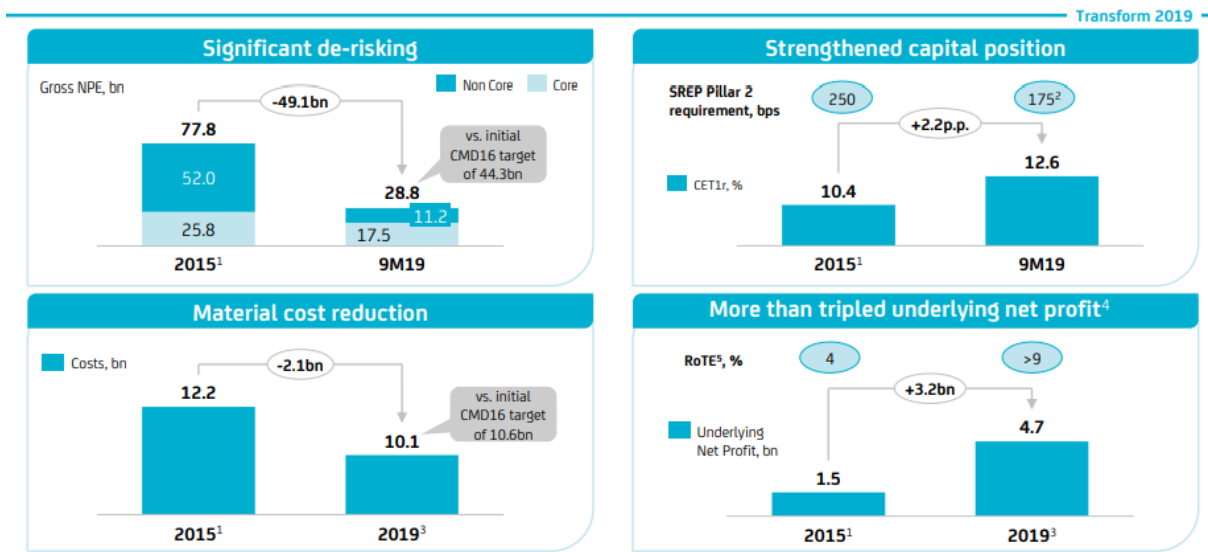 Transform 2019
Significant de-risking
Gross NPE, bn
Non Core
Core
-49.1bn
77.8
vs. initial
CMD16 target
of 44.3bn
52.0
28.8
11.2
25.8
17.5
2015¹
9M19
Strengthened capital position
SREP Pillar 2
requirement, bps
250
175²
+2.2p.p.
12.6
CET1r, %
10.4
2015¹
9M19
Material cost reduction
Costs, bn
-2.1bn
12.2
vs. initial
CMD16 target
of 10.6bn
10.1
2015¹
2019³
More than tripled underlying net profit⁴
RoTE⁵, %
4
>9
+3.2bn
4.7
Underlying
Net Profit, bn
1.5
2015¹
2019³